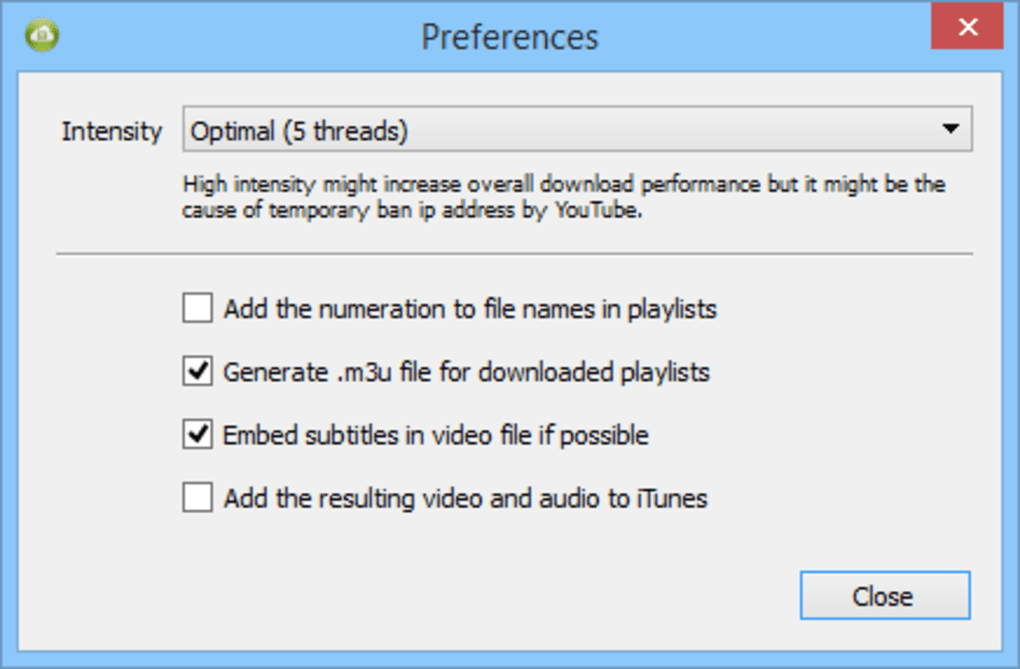 Preferences
Intensity
Optimal (5 threads)
High intensity might increase overall download performance but it might be the
cause of temporary ban ip address by YouTube.
Add the numeration to file names in playlists
Generate .m3u file for downloaded playlists
Embed subtitles in video file if possible
Add the resulting video and audio to iTunes
Close